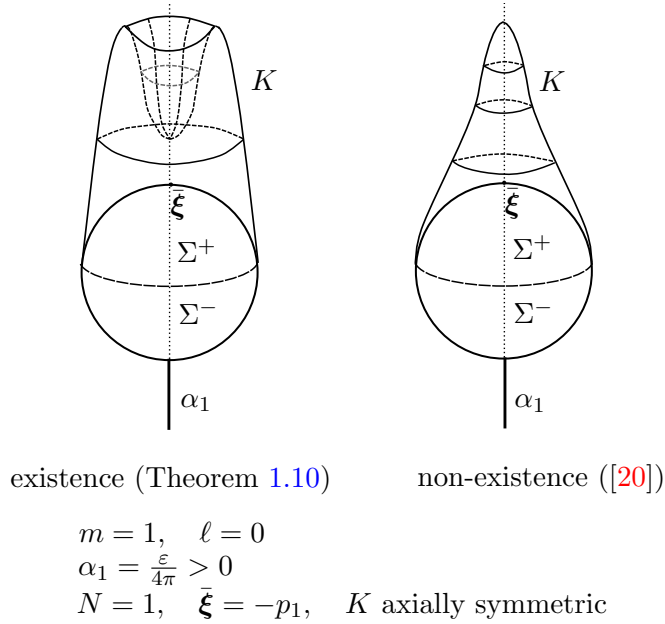 K K
ξ̄ ξ̄
Σ⁺ Σ⁺
Σ⁻ Σ⁻
α₁ α₁
existence (Theorem 1.10) non-existence ([20])
m = 1, ℓ = 0
α₁ = ε/4π > 0
N = 1, ξ̄ = −p₁, K axially symmetric